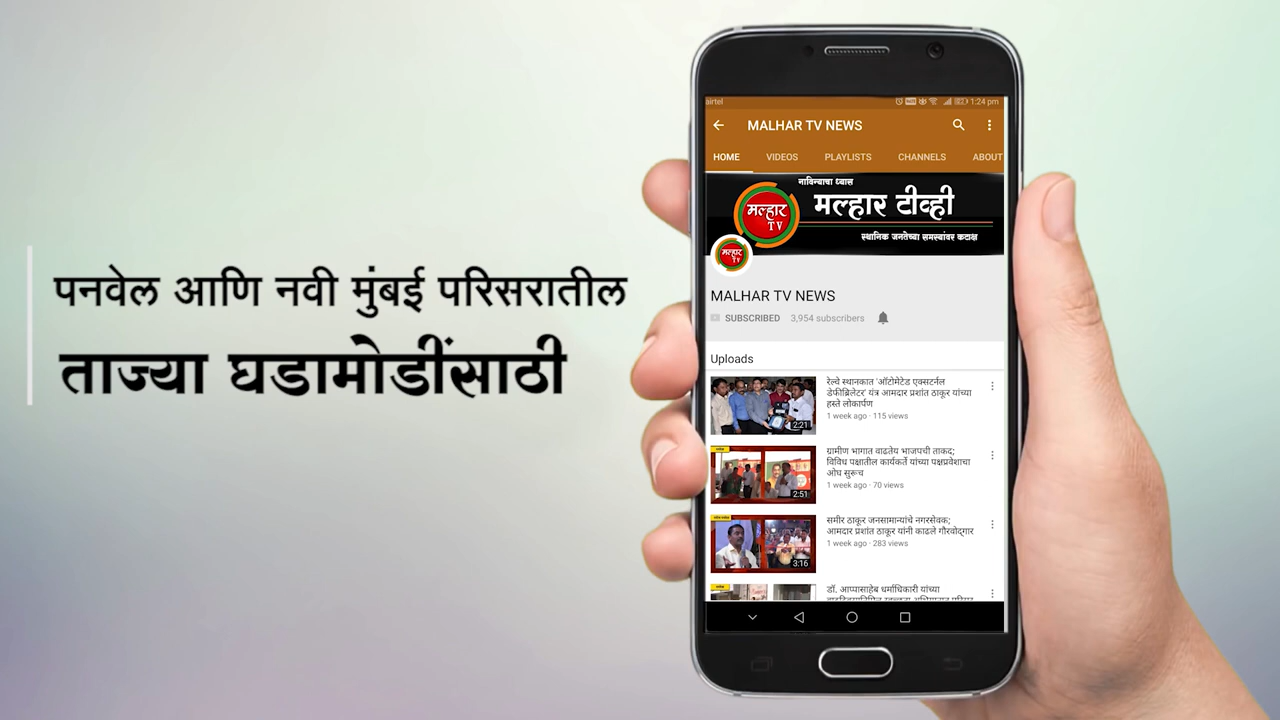 पनवेल आणि नवी मुंबई परिसरातील
ताज्या घडामोडींसाठी
airtel
1:24 pm
MALHAR TV NEWS
HOME VIDEOS PLAYLISTS CHANNELS ABOUT
नाविन्याचा ध्यास
मल्हार TV
मल्हार टीव्ही
स्थानिक जनतेच्या समस्यांवर कटाक्ष
मल्हार TV
MALHAR TV NEWS
SUBSCRIBED 3,954 subscribers
Uploads
रेल्वे स्थानकात 'ऑटोमेटेड एक्सटर्नल
डेफीब्रिलेटर' यंत्र आमदार प्रशांत ठाकूर यांच्या
हस्ते लोकार्पण
1 week ago · 115 views
2:21
ग्रामीण भागात वाढतेय भाजपची ताकद;
विविध पक्षातील कार्यकर्ते यांच्या पक्षप्रवेशाचा
ओघ सुरूच
1 week ago · 70 views
2:51
समीर ठाकूर जनसामान्यांचे नगरसेवक;
आमदार प्रशांत ठाकूर यांनी काढले गौरवोद्गार
1 week ago · 283 views
3:16
डॉ. आप्पासाहेब धर्माधिकारी यांच्या